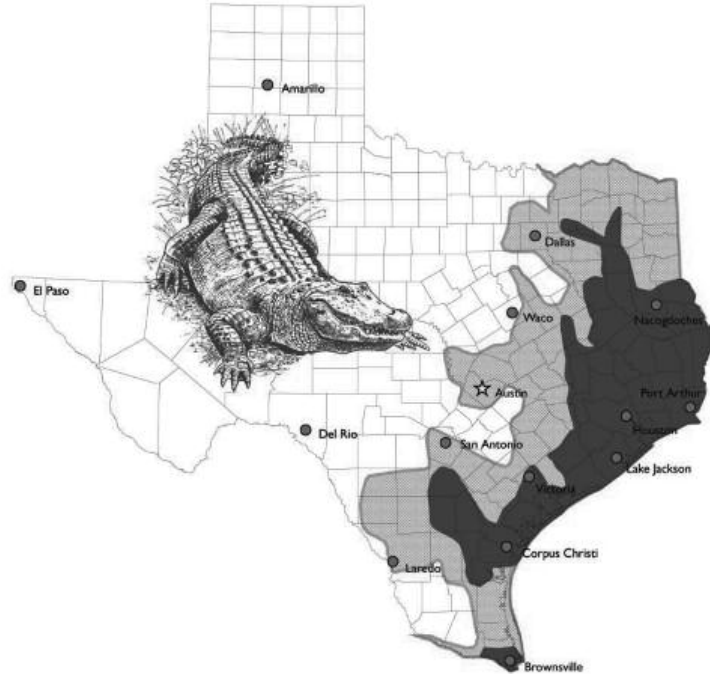 Amarillo
Dallas
El Paso
Nacogdoches
Waco
Austin
Port Arthur
Houston
Del Rio
San Antonio
Lake Jackson
Victoria
Corpus Christi
Laredo
Brownsville